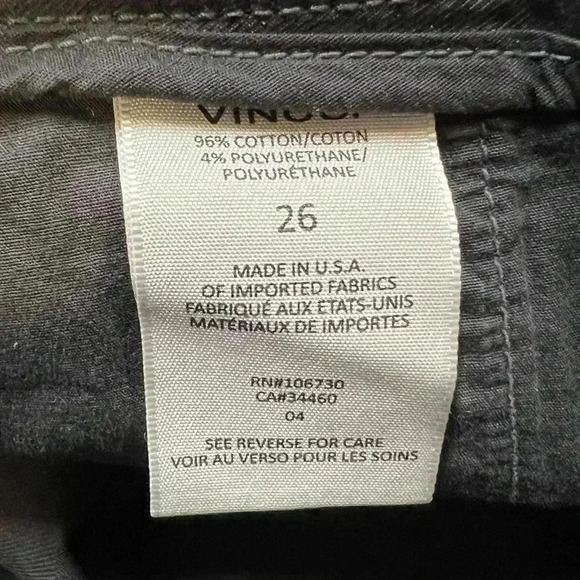 96% COTTON/COTON
4% POLYURETHANE/
POLYURÉTHANE
26
MADE IN U.S.A.
OF IMPORTED FABRICS
FABRIQUÉ AUX ETATS-UNIS
MATÉRIAUX DE IMPORTES
RN#106730
CA#34460
04
SEE REVERSE FOR CARE
VOIR AU VERSO POUR LES SOINS